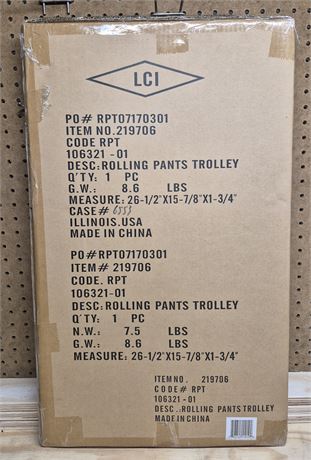 LCI
PO# RPT07170301
ITEM NO.219706
CODE RPT
106321 -01
DESC:ROLLING PANTS TROLLEY
Q'TY: 1 PC
G.W.: 8.6 LBS
MEASURE: 26-1/2"X15-7/8"X1-3/4"
CASE# 6553
ILLINOIS.USA
MADE IN CHINA
PO#RPT07170301
ITEM# 219706
CODE. RPT
106321-01
DESC:ROLLING PANTS TROLLEY
Q'TY: 1 PC
N.W.: 7.5 LBS
G.W.: 8.6 LBS
MEASURE: 26-1/2"X15-7/8"X1-3/4"
ITEM NO. 219706
CODE# RPT
106321 -01
DESC.:ROLLING PANTS TROLLEY
MADE IN CHINA